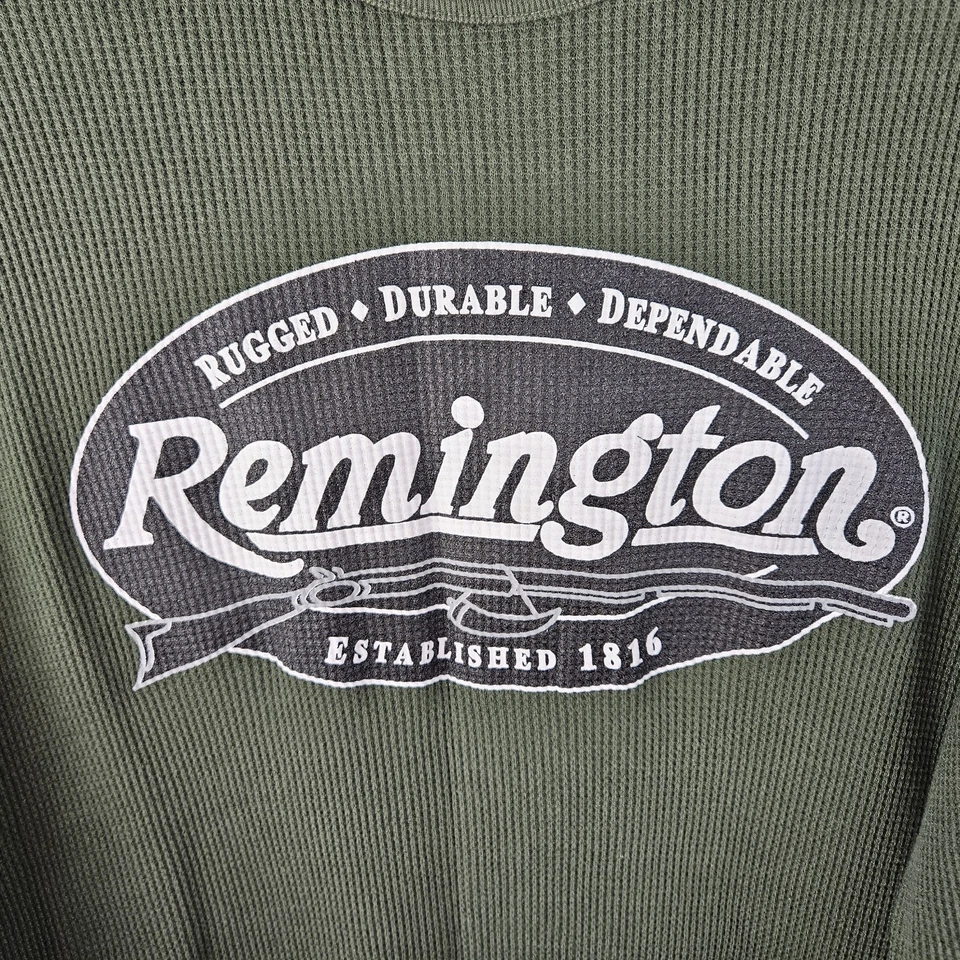 RUGGED ♦ DURABLE ♦ DEPENDABLE
Remington®
ESTABLISHED 1816